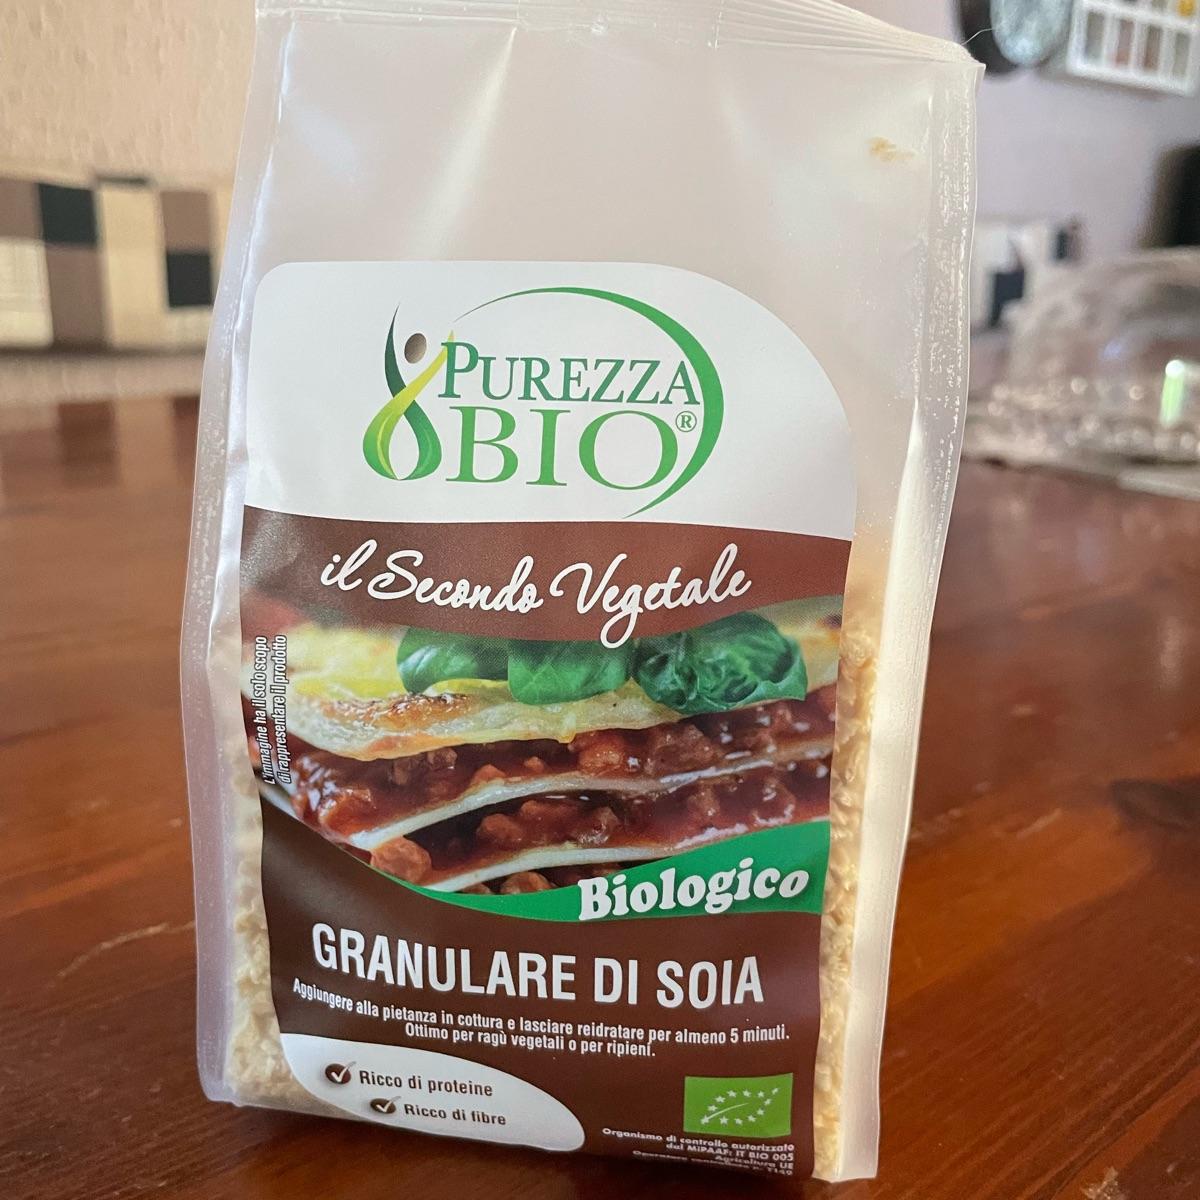 PUREZZA
BIO®
il Secondo Vegetale
L'immagine ha il solo scopo
di rappresentare il prodotto
Biologico
GRANULARE DI SOIA
Aggiungere alla pietanza in cottura e lasciare reidratare per almeno 5 minuti.
Ottimo per ragù vegetali o per ripieni.
Ricco di proteine
Ricco di fibre
Organismo di controllo autorizzato
dal MiPAAF: IT BIO 005
Agricoltura UE